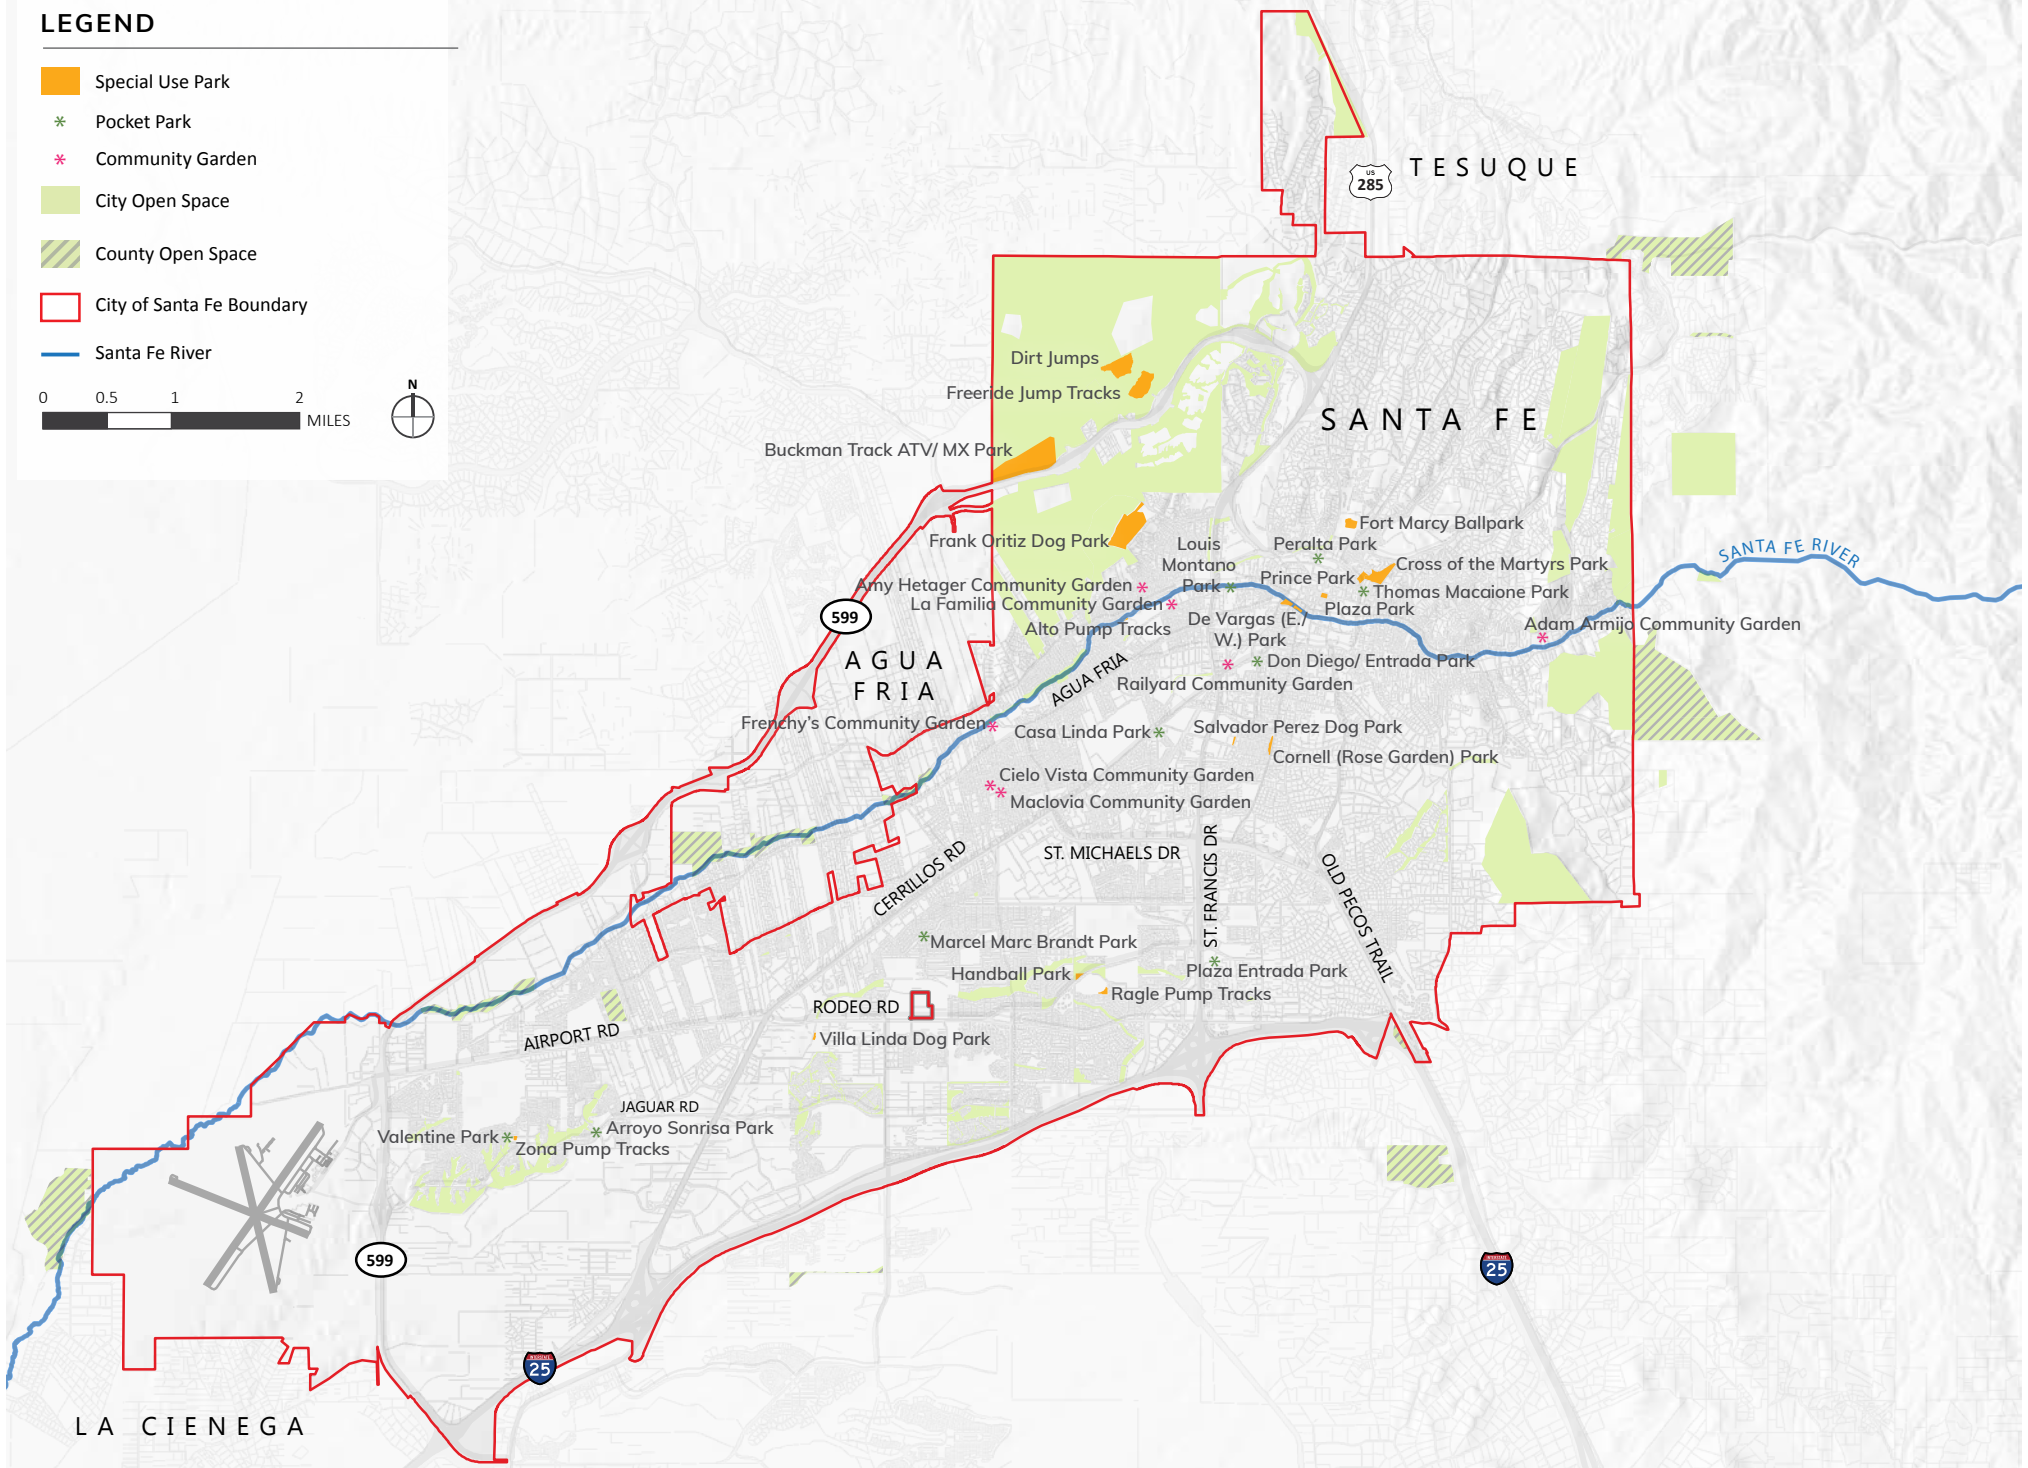 LEGEND
Special Use Park
Pocket Park
Community Garden
City Open Space
County Open Space
City of Santa Fe Boundary
Santa Fe River
0 0.5 1 2
MILES
N
US
285
TESUQUE
Dirt Jumps
Freeride Jump Tracks
SANTA FE
Buckman Track ATV/ MX Park
Fort Marcy Ballpark
Frank Oritiz Dog Park
Louis
Montano
Park
Peralta Park
SANTA FE RIVER
Cross of the Martyrs Park
Prince Park
Amy Hetager Community Garden
Thomas Macaione Park
La Familia Community Garden
Plaza Park
599
De Vargas (E./
W.) Park
Alto Pump Tracks
Adam Armijo Community Garden
AGUA
FRIA
AGUA FRIA
Don Diego/ Entrada Park
Railyard Community Garden
Frenchy's Community Garden
Casa Linda Park
Salvador Perez Dog Park
Cornell (Rose Garden) Park
Cielo Vista Community Garden
Maclovia Community Garden
CERRILLOS RD
ST. MICHAELS DR
ST. FRANCIS DR
OLD PECOS TRAIL
Marcel Marc Brandt Park
Handball Park
Plaza Entrada Park
Ragle Pump Tracks
RODEO RD
AIRPORT RD
Villa Linda Dog Park
JAGUAR RD
Arroyo Sonrisa Park
Valentine Park
Zona Pump Tracks
599
INTERSTATE
25
INTERSTATE
25
LA CIENEGA